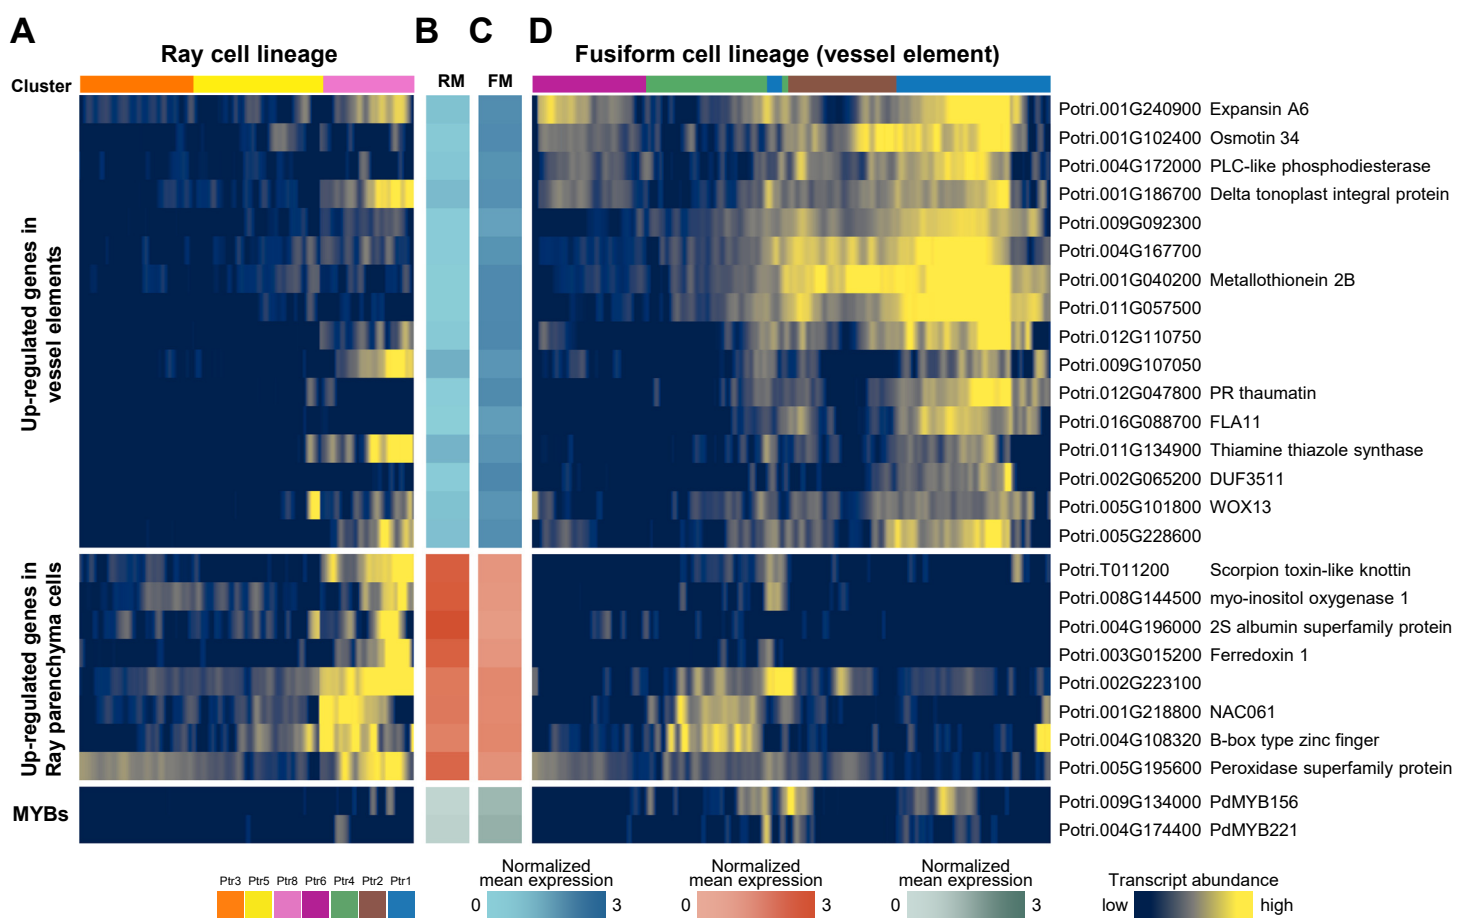 A
B
C
D
Ray cell lineage
Fusiform cell lineage (vessel element)
Cluster
RM
FM
Up-regulated genes in
vessel elements
Potri.001G240900 Expansin A6
Potri.001G102400 Osmotin 34
Potri.004G172000 PLC-like phosphodiesterase
Potri.001G186700 Delta tonoplast integral protein
Potri.009G092300
Potri.004G167700
Potri.001G040200 Metallothionein 2B
Potri.011G057500
Potri.012G110750
Potri.009G107050
Potri.012G047800 PR thaumatin
Potri.016G088700 FLA11
Potri.011G134900 Thiamine thiazole synthase
Potri.002G065200 DUF3511
Potri.005G101800 WOX13
Potri.005G228600
Up-regulated genes in
Ray parenchyma cells
Potri.T011200 Scorpion toxin-like knottin
Potri.008G144500 myo-inositol oxygenase 1
Potri.004G196000 2S albumin superfamily protein
Potri.003G015200 Ferredoxin 1
Potri.002G223100
Potri.001G218800 NAC061
Potri.004G108320 B-box type zinc finger
Potri.005G195600 Peroxidase superfamily protein
MYBs
Potri.009G134000 PdMYB156
Potri.004G174400 PdMYB221
Ptr3 Ptr5 Ptr8 Ptr6 Ptr4 Ptr2 Ptr1
Normalized
mean expression
0 3
Normalized
mean expression
0 3
Normalized
mean expression
0 3
Transcript abundance
low high